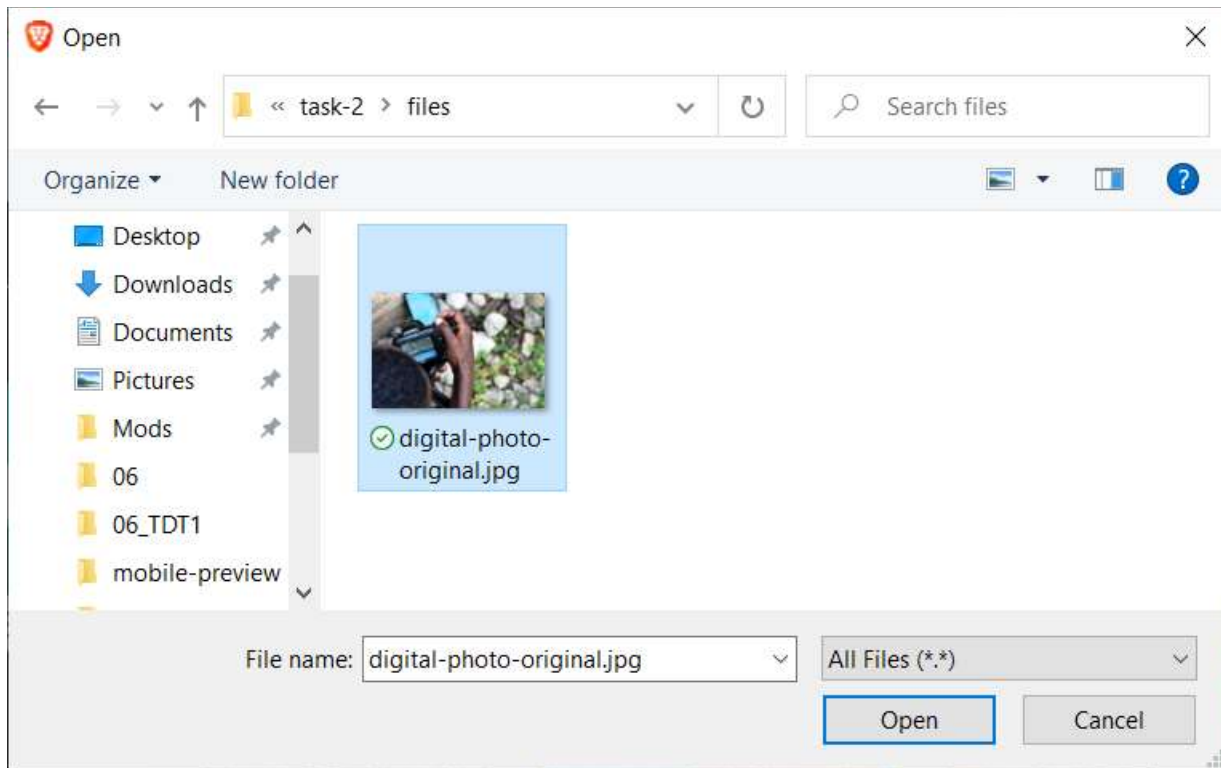 Open
« task-2 > files
Search files
Organize
New folder
Desktop
Downloads
Documents
Pictures
Mods
06
06_TDT1
mobile-preview
digital-photo-
original.jpg
File name: digital-photo-original.jpg
All Files (*.*)
Open
Cancel